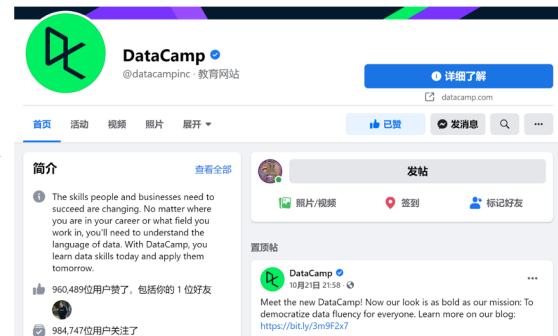 DataCamp
@datacampinc · 教育网站
详细了解
datacamp.com
首页 活动 视频 照片 展开
已赞 发消息
简介 查看全部
The skills people and businesses need to
succeed are changing. No matter where
you are in your career or what field you
work in, you'll need to understand the
language of data. With DataCamp, you
learn data skills today and apply them
tomorrow.
960,489位用户赞了，包括你的 1 位好友
984,747位用户关注了
发帖
照片/视频 签到 标记好友
置顶帖
DataCamp
10月21日 21:58 ·
Meet the new DataCamp! Now our look is as bold as our mission: To
democratize data fluency for everyone. Learn more on our blog:
https://bit.ly/3m9F2x7